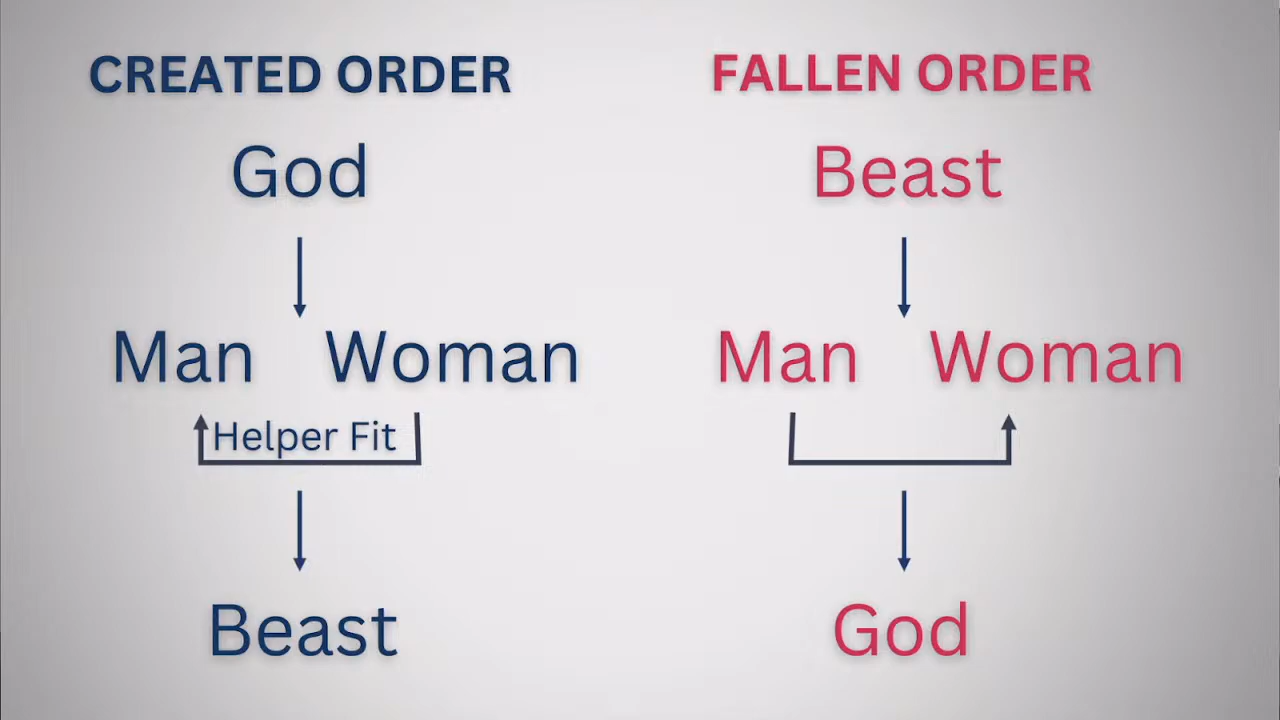 CREATED ORDER
God
Man Woman
Helper Fit
Beast
FALLEN ORDER
Beast
Man Woman
God